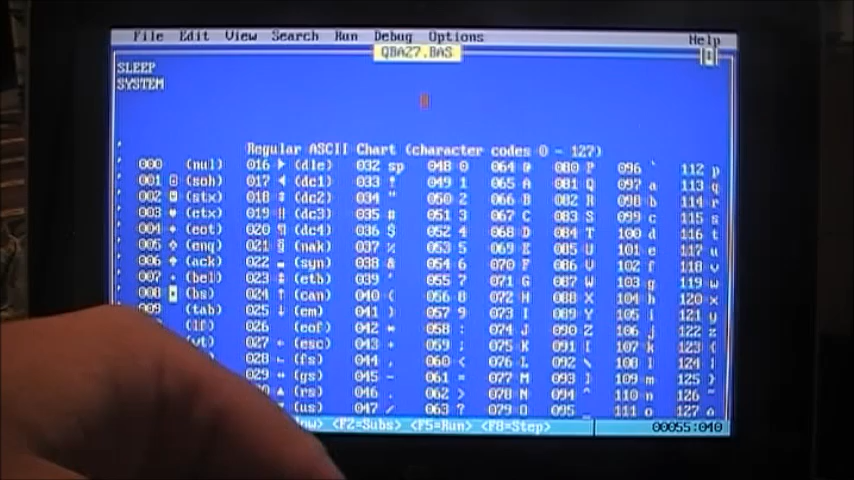 File Edit View Search Run Debug Options Help
QBA27.BAS
SLEEP
SYSTEM
' Regular ASCII Chart (character codes 0 - 127)
' 000 (nul) 016 ► (dle) 032 sp 048 0 064 @ 080 P 096 ` 112 p
' 001 ☺ (soh) 017 ◄ (dc1) 033 ! 049 1 065 A 081 Q 097 a 113 q
' 002 ☻ (stx) 018 ↕ (dc2) 034 " 050 2 066 B 082 R 098 b 114 r
' 003 ♥ (etx) 019 ‼ (dc3) 035 # 051 3 067 C 083 S 099 c 115 s
' 004 ♦ (eot) 020 ¶ (dc4) 036 $ 052 4 068 D 084 T 100 d 116 t
' 005 ♣ (enq) 021 § (nak) 037 % 053 5 069 E 085 U 101 e 117 u
' 006 ♠ (ack) 022 ▬ (syn) 038 & 054 6 070 F 086 V 102 f 118 v
' 007 • (bel) 023 ↨ (etb) 039 ' 055 7 071 G 087 W 103 g 119 w
' 008 ◘ (bs) 024 ↑ (can) 040 ( 056 8 072 H 088 X 104 h 120 x
009 (tab) 025 ↓ (em) 041 ) 057 9 073 I 089 Y 105 i 121 y
(lf) 026 (eof) 042 * 058 : 074 J 090 Z 106 j 122 z
(vt) 027 ← (esc) 043 + 059 ; 075 K 091 [ 107 k 123 {
028 ∟ (fs) 044 , 060 < 076 L 092 \ 108 l 124 |
029 ↔ (gs) 045 - 061 = 077 M 093 ] 109 m 125 }
030 ▲ (rs) 046 . 062 > 078 N 094 ^ 110 n 126 ~
(us) 047 / 063 ? 079 O 095 _ 111 o 127 ⌂
<F2=Subs> <F5=Run> <F8=Step> 00055:040